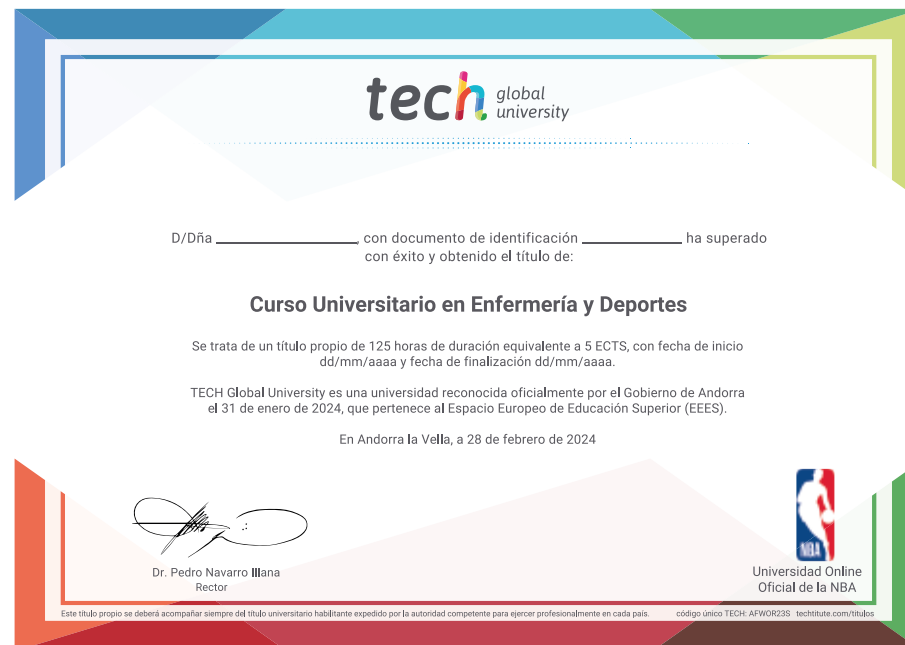 tech global university
D/Dña ____________, con documento de identificación ____________ ha superado
con éxito y obtenido el título de:
Curso Universitario en Enfermería y Deportes
Se trata de un título propio de 125 horas de duración equivalente a 5 ECTS, con fecha de inicio
dd/mm/aaaa y fecha de finalización dd/mm/aaaa.
TECH Global University es una universidad reconocida oficialmente por el Gobierno de Andorra
el 31 de enero de 2024, que pertenece al Espacio Europeo de Educación Superior (EEES).
En Andorra la Vella, a 28 de febrero de 2024
Dr. Pedro Navarro Illana
Rector
NBA
Universidad Online
Oficial de la NBA
Este título propio se deberá acompañar siempre del título universitario habilitante expedido por la autoridad competente para ejercer profesionalmente en cada país. código único TECH: AFWOR23S techtitute.com/titulos